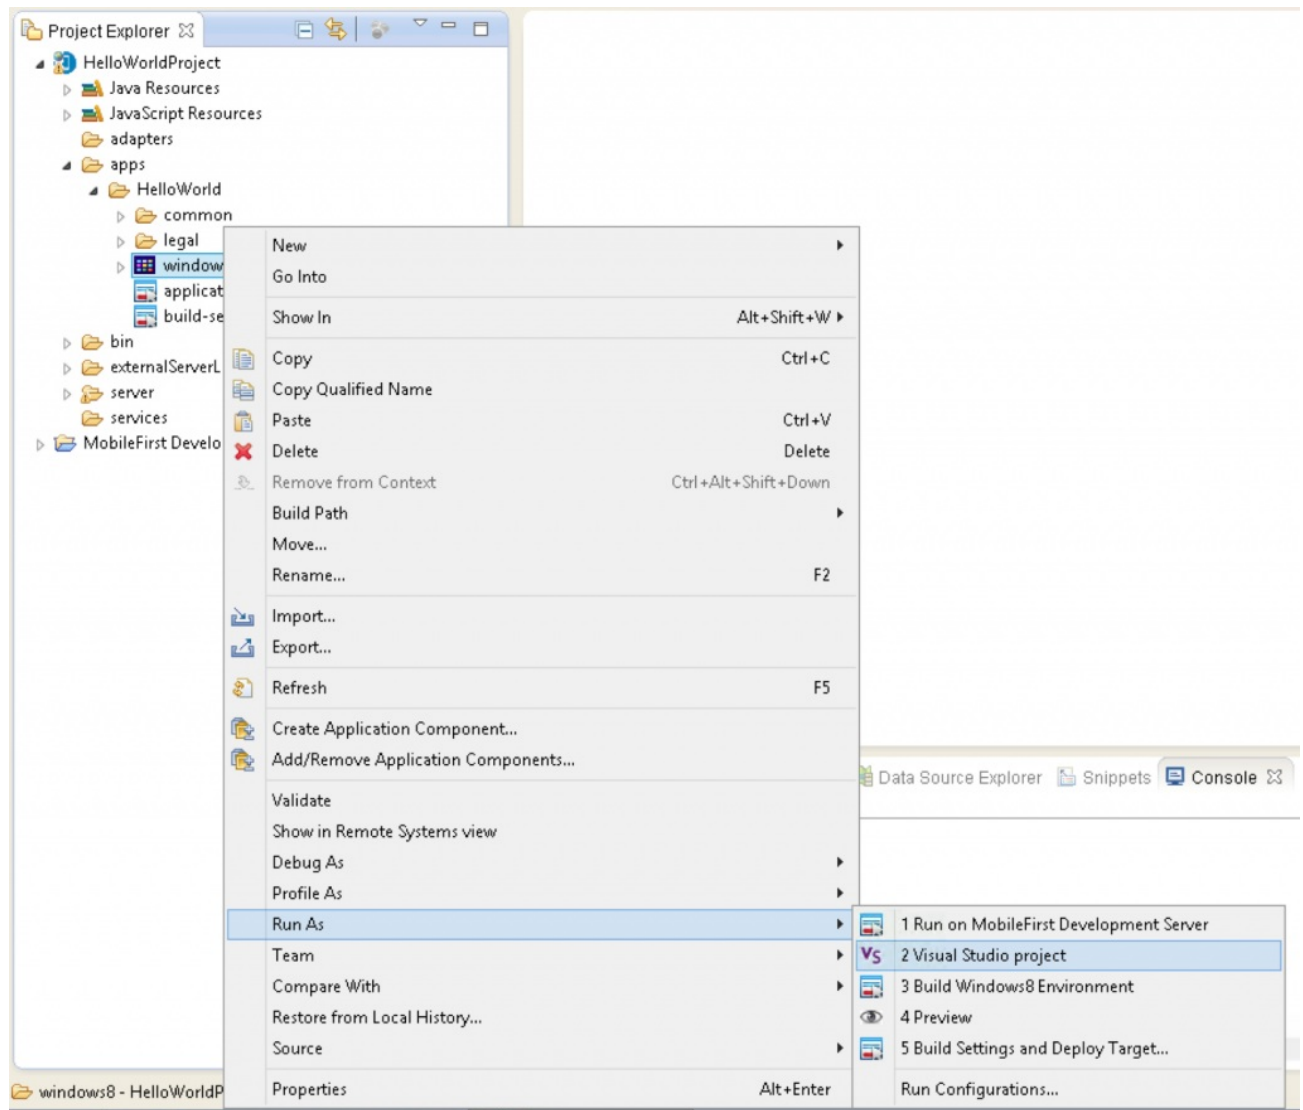 Project Explorer
HelloWorldProject
Java Resources
JavaScript Resources
adapters
apps
HelloWorld
common
legal
window
applicat
build-se
bin
externalServerL
server
services
MobileFirst Develo
New
Go Into
Show In Alt+Shift+W
Copy Ctrl+C
Copy Qualified Name
Paste Ctrl+V
Delete Delete
Remove from Context Ctrl+Alt+Shift+Down
Build Path
Move...
Rename... F2
Import...
Export...
Refresh F5
Create Application Component...
Add/Remove Application Components...
Validate
Show in Remote Systems view
Debug As
Profile As
Run As
Team
Compare With
Restore from Local History...
Source
Properties Alt+Enter
Data Source Explorer Snippets Console
1 Run on MobileFirst Development Server
VS 2 Visual Studio project
3 Build Windows8 Environment
4 Preview
5 Build Settings and Deploy Target...
Run Configurations...
windows8 - HelloWorldP